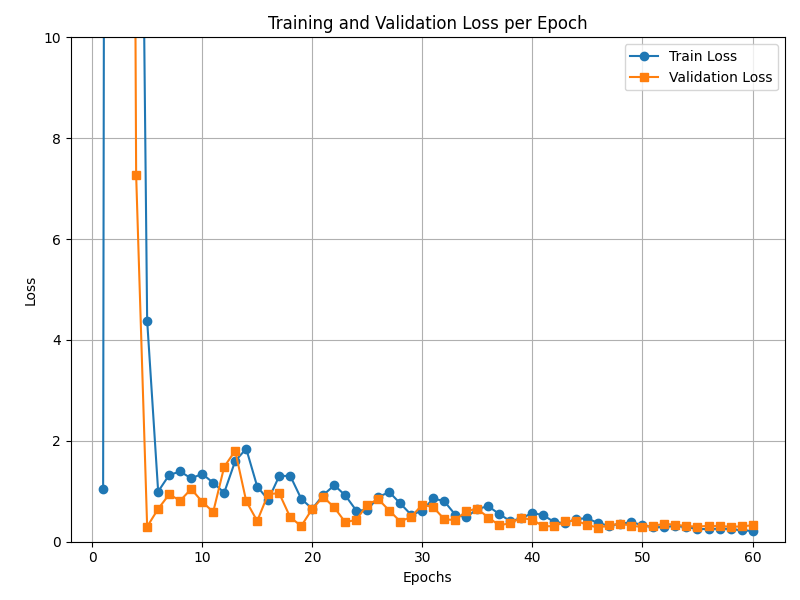 Training and Validation Loss per Epoch
Train Loss
Validation Loss
Loss
10
8
6
4
2
0
0 10 20 30 40 50 60
Epochs